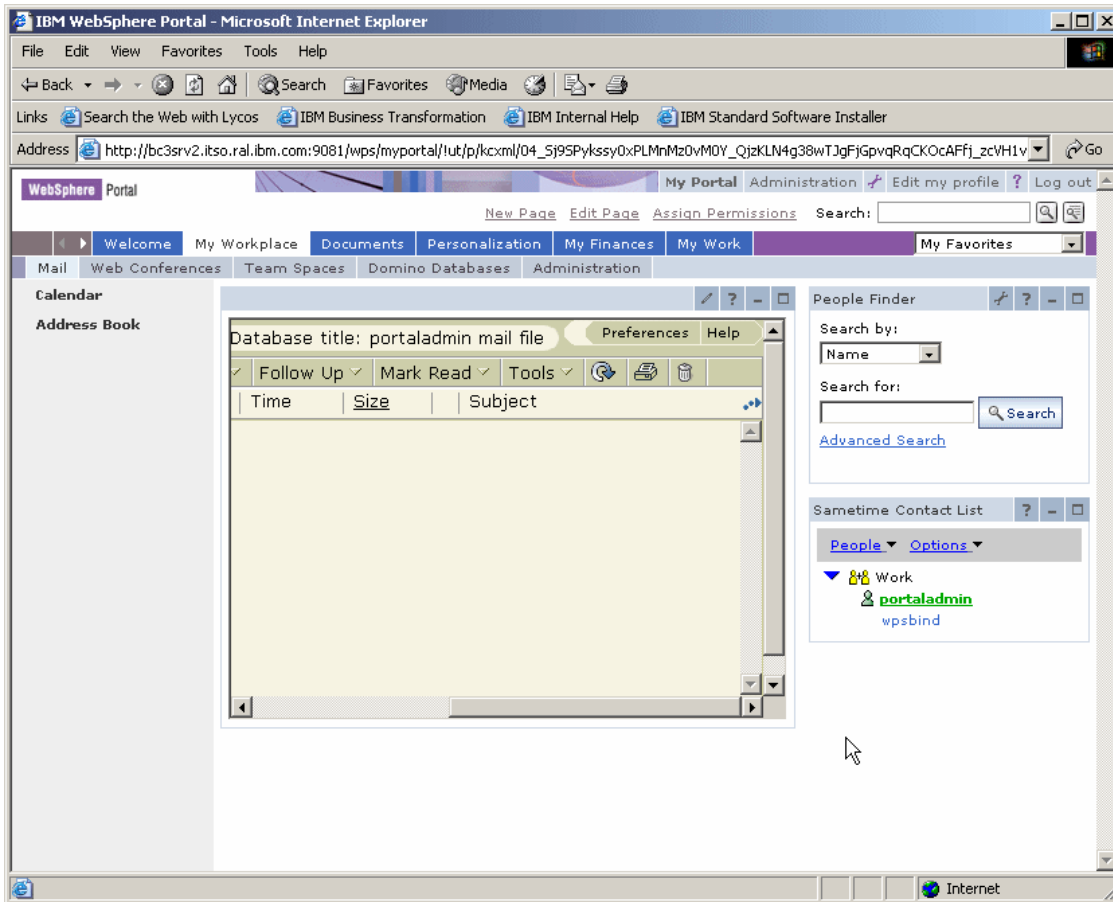 IBM WebSphere Portal - Microsoft Internet Explorer
File Edit View Favorites Tools Help
Back Search Favorites Media
Links Search the Web with Lycos IBM Business Transformation IBM Internal Help IBM Standard Software Installer
Address http://bc3srv2.itso.ral.ibm.com:9081/wps/myportal/!ut/p/kcxml/04_Sj9SPykssy0xPLMnMz0vM0Y_QjzKLN4g38wTJgFjGpvqRqCKOcAFfj_zcVH1v Go
WebSphere Portal My Portal Administration Edit my profile ? Log out
New Page Edit Page Assign Permissions Search:
Welcome My Workplace Documents Personalization My Finances My Work My Favorites
Mail Web Conferences Team Spaces Domino Databases Administration
Calendar
Address Book
?
Database title: portaladmin mail file Preferences Help
Follow Up Mark Read Tools
Time Size Subject
People Finder ?
Search by:
Name
Search for:
Search
Advanced Search
Sametime Contact List ?
People Options
Work
portaladmin
wpsbind
Internet